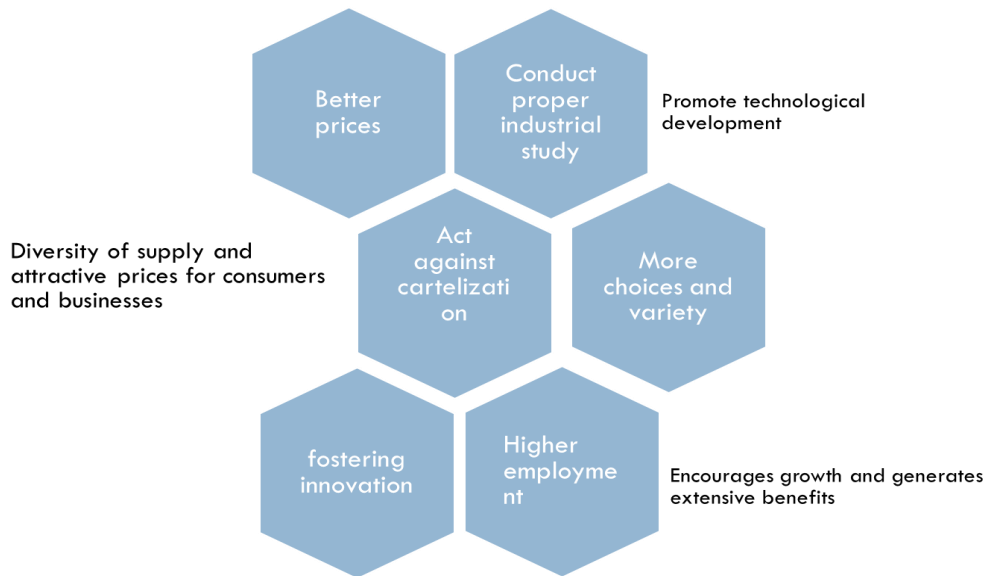 Better
prices
Conduct
proper
industrial
study
Promote technological
development
Diversity of supply and
attractive prices for consumers
and businesses
Act
against
cartelizati
on
More
choices and
variety
fostering
innovation
Higher
employme
nt
Encourages growth and generates
extensive benefits